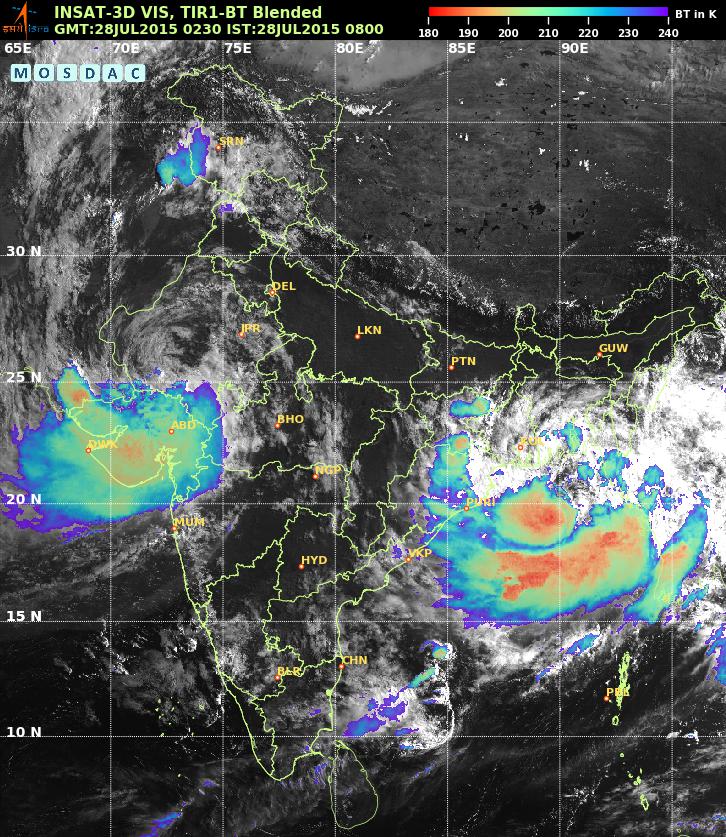 INSAT-3D VIS, TIR1-BT Blended
GMT:28JUL2015 0230 IST:28JUL2015 0800
BT in K
180 190 200 210 220 230 240
65E 70E 75E 80E 85E 90E
MOSDAC
SRN
30 N
DEL
JPR
LKN
GUW
PTN
25 N
BHO
ABD
DWK
NGP
20 N
PURI
MUM
VKP
HYD
15 N
CHN
BLR
10 N